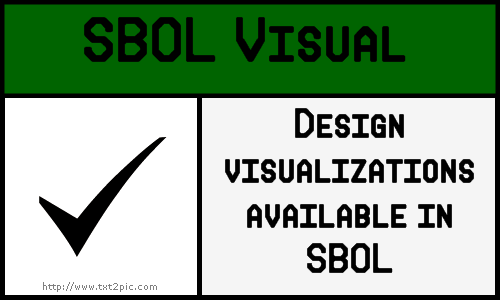 SBOL Visual
Design
visualizations
available in
SBOL
http://www.txt2pic.com